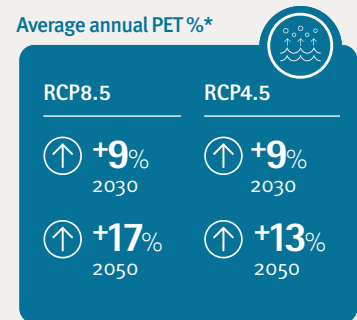 Average annual PET %*
RCP8.5
+9%
2030
+17%
2050
RCP4.5
+9%
2030
+13%
2050